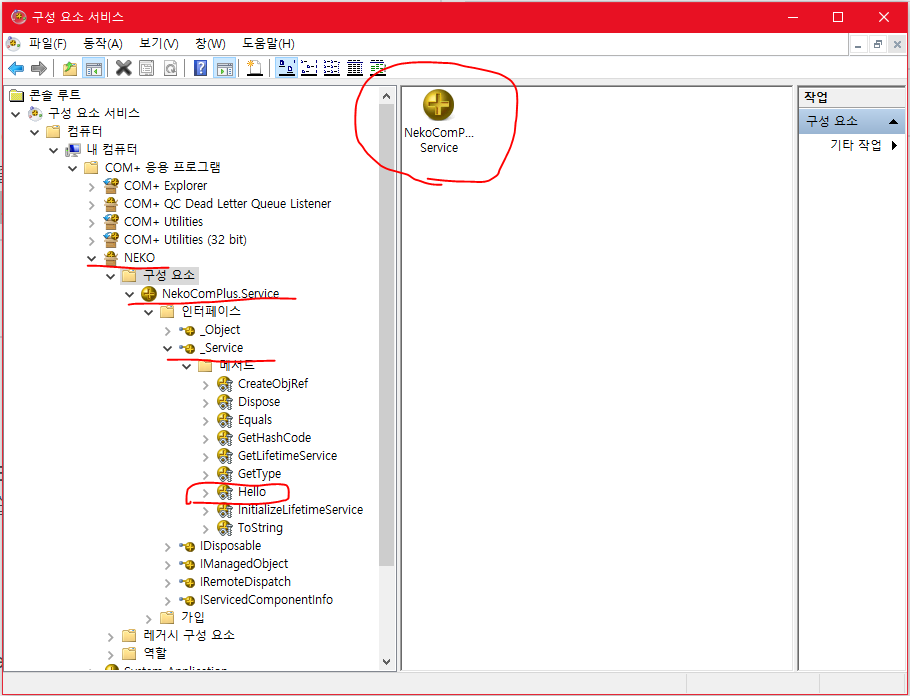 구성 요소 서비스
파일(F) 동작(A) 보기(V) 창(W) 도움말(H)
콘솔 루트
구성 요소 서비스
컴퓨터
내 컴퓨터
COM+ 응용 프로그램
COM+ Explorer
COM+ QC Dead Letter Queue Listener
COM+ Utilities
COM+ Utilities (32 bit)
NEKO
구성 요소
NekoComPlus.Service
인터페이스
_Object
_Service
메서드
CreateObjRef
Dispose
Equals
GetHashCode
GetLifetimeService
GetType
Hello
InitializeLifetimeService
ToString
IDisposable
IManagedObject
IRemoteDispatch
IServicedComponentInfo
가입
레거시 구성 요소
역할
System Application
NekoComP...
Service
작업
구성 요소
기타 작업